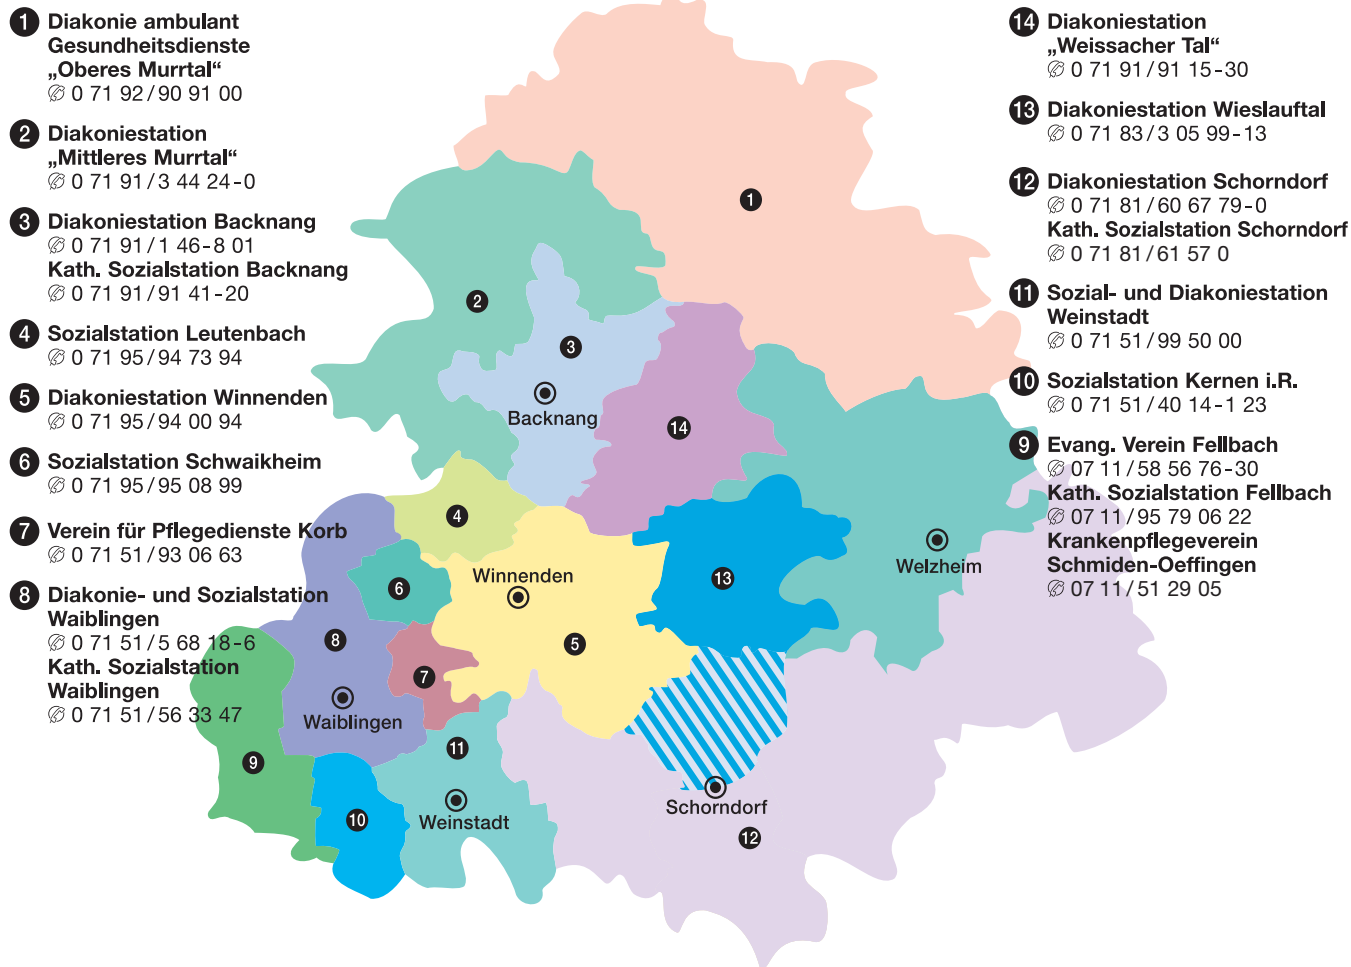 1 Diakonie ambulant
Gesundheitsdienste
„Oberes Murrtal“
✆ 0 71 92/90 91 00
2 Diakoniestation
„Mittleres Murrtal“
✆ 0 71 91/3 44 24-0
3 Diakoniestation Backnang
✆ 0 71 91/1 46-8 01
Kath. Sozialstation Backnang
✆ 0 71 91/91 41-20
4 Sozialstation Leutenbach
✆ 0 71 95/94 73 94
5 Diakoniestation Winnenden
✆ 0 71 95/94 00 94
6 Sozialstation Schwaikheim
✆ 0 71 95/95 08 99
7 Verein für Pflegedienste Korb
✆ 0 71 51/93 06 63
8 Diakonie- und Sozialstation
Waiblingen
✆ 0 71 51/5 68 18-6
Kath. Sozialstation
Waiblingen
✆ 0 71 51/56 33 47
14 Diakoniestation
„Weissacher Tal“
✆ 0 71 91/91 15-30
13 Diakoniestation Wieslauftal
✆ 0 71 83/3 05 99-13
12 Diakoniestation Schorndorf
✆ 0 71 81/60 67 79-0
Kath. Sozialstation Schorndorf
✆ 0 71 81/61 57 0
11 Sozial- und Diakoniestation
Weinstadt
✆ 0 71 51/99 50 00
10 Sozialstation Kernen i.R.
✆ 0 71 51/40 14-1 23
9 Evang. Verein Fellbach
✆ 07 11/58 56 76-30
Kath. Sozialstation Fellbach
✆ 07 11/95 79 06 22
Krankenpflegeverein
Schmiden-Oeffingen
✆ 07 11/51 29 05
1
2
3
Backnang
14
4
Welzheim
Winnenden
13
6
8
5
7
Waiblingen
11
9
Schorndorf
10
Weinstadt
12